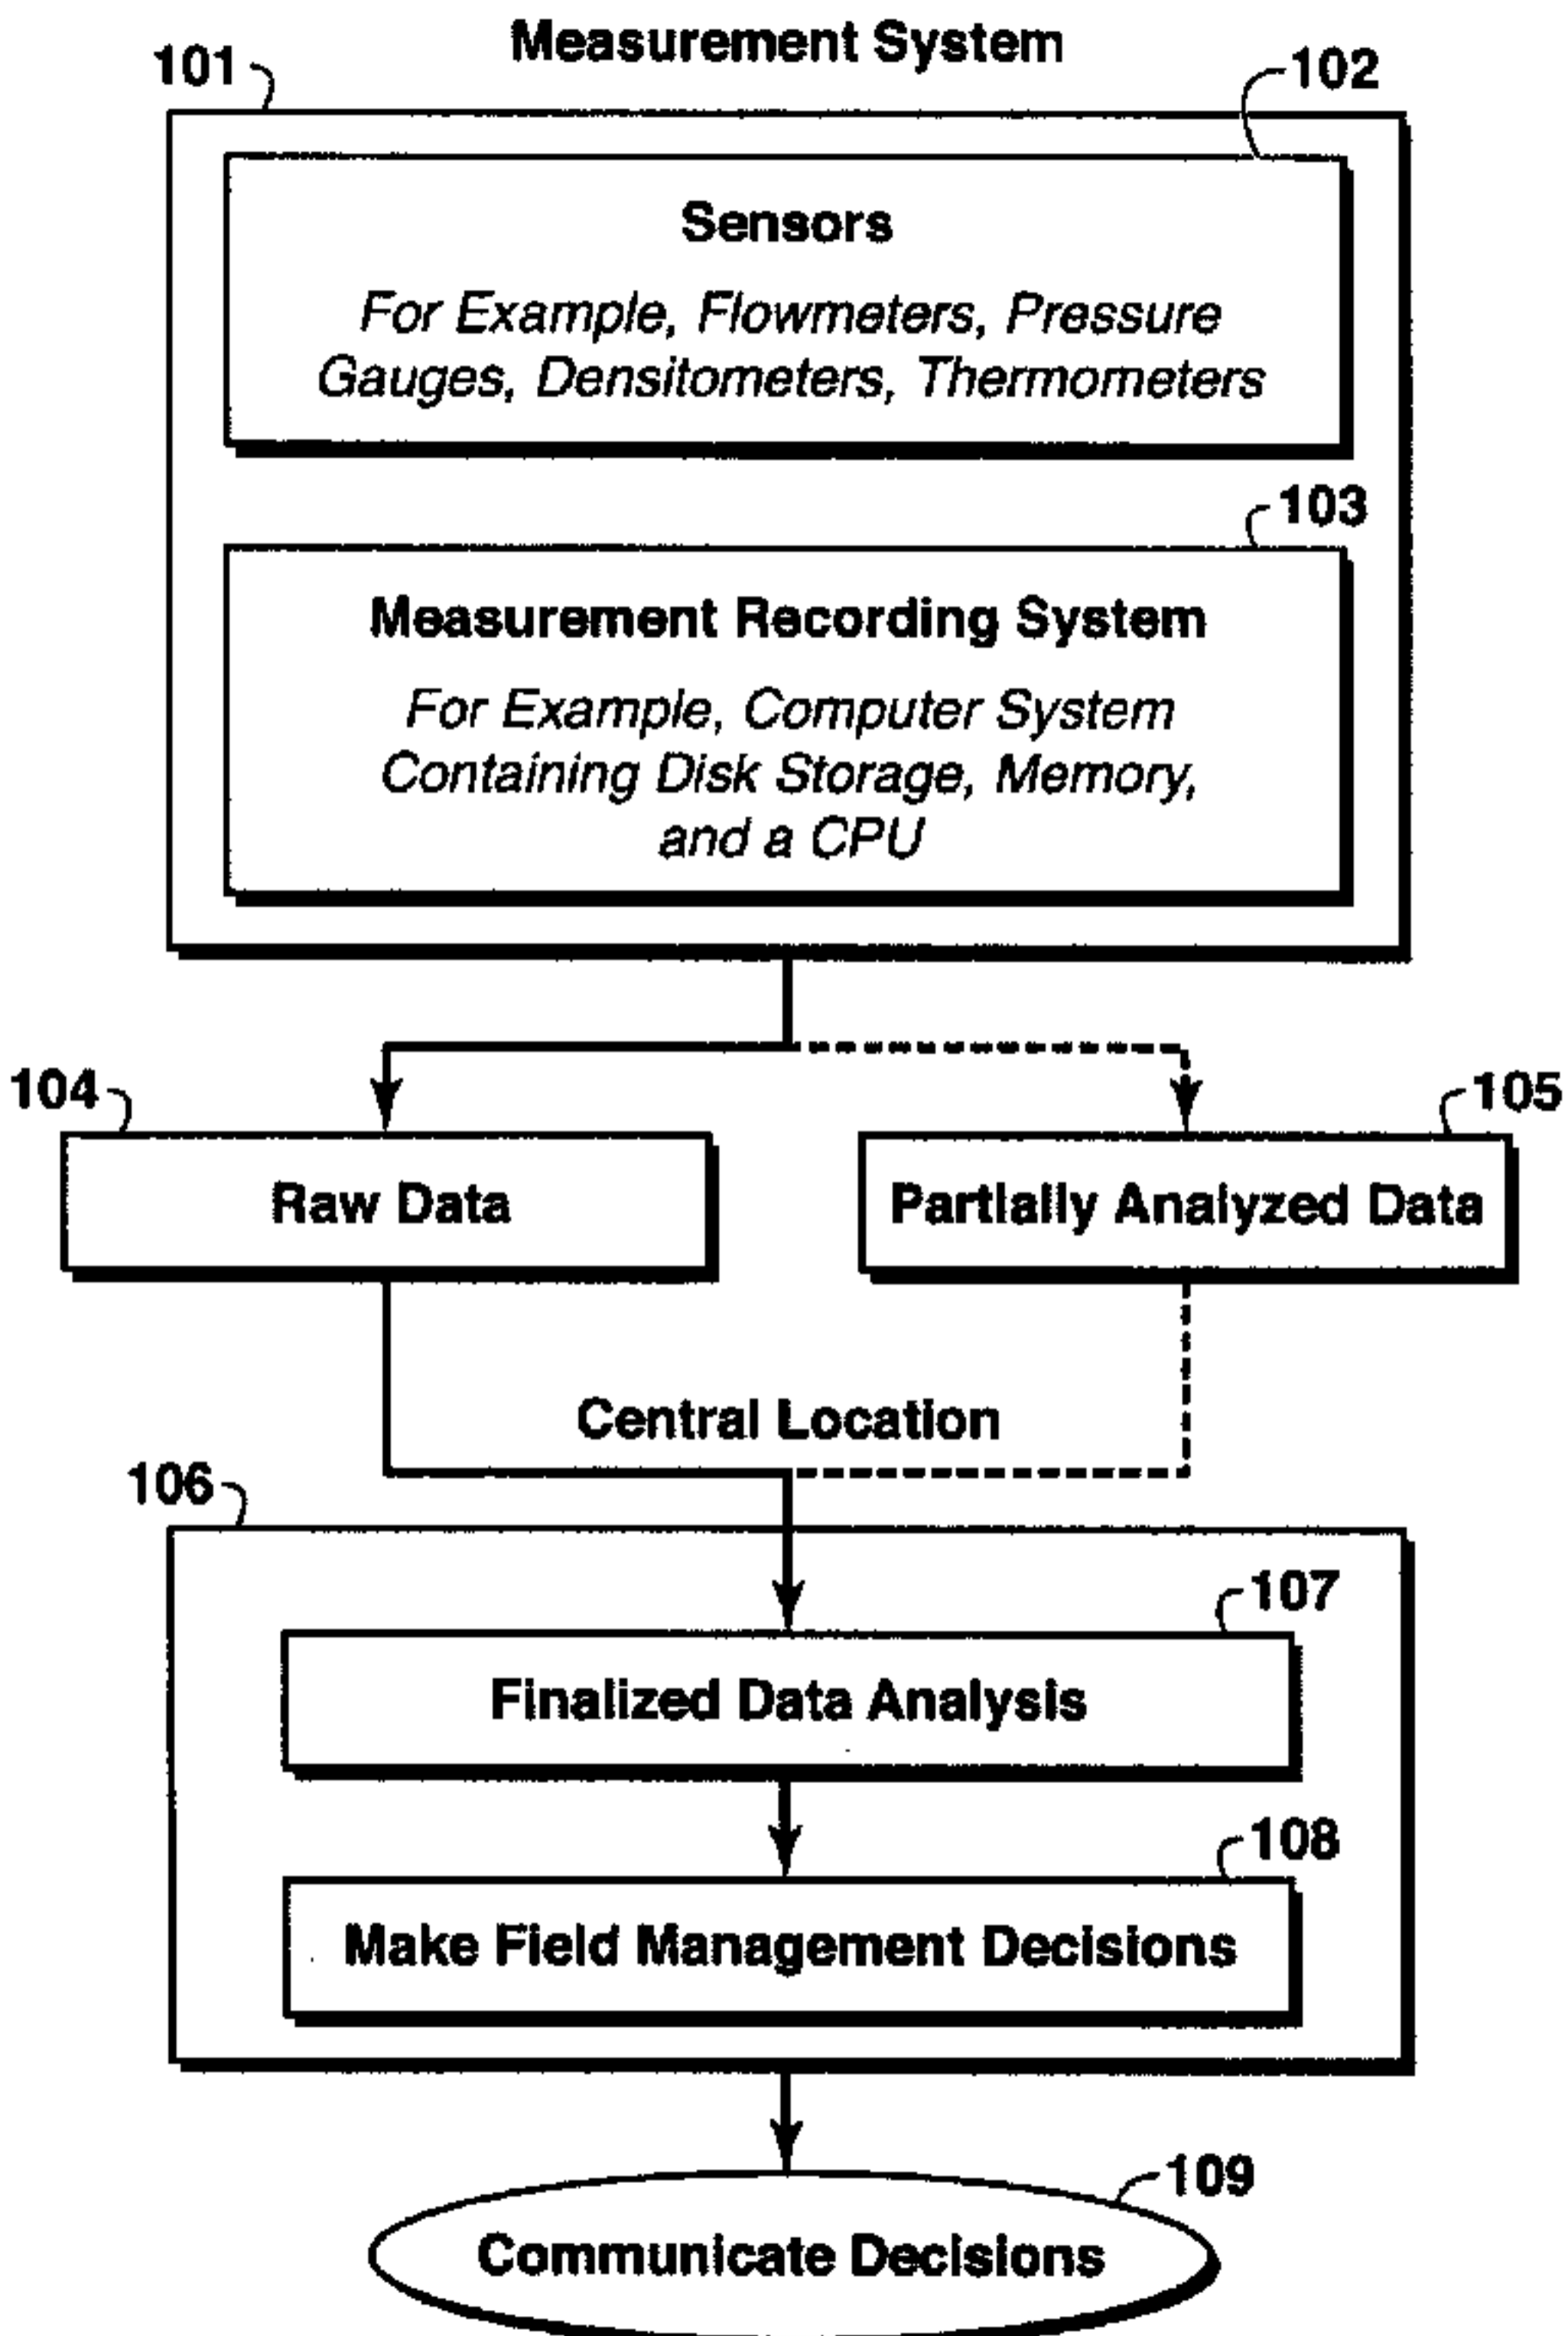 Measurement System
101
102
Sensors
For Example, Flowmeters, Pressure
Gauges, Densitometers, Thermometers
103
Measurement Recording System
For Example, Computer System
Containing Disk Storage, Memory,
and a CPU
104
105
Raw Data
Partially Analyzed Data
Central Location
106
107
Finalized Data Analysis
108
Make Field Management Decisions
109
Communicate Decisions